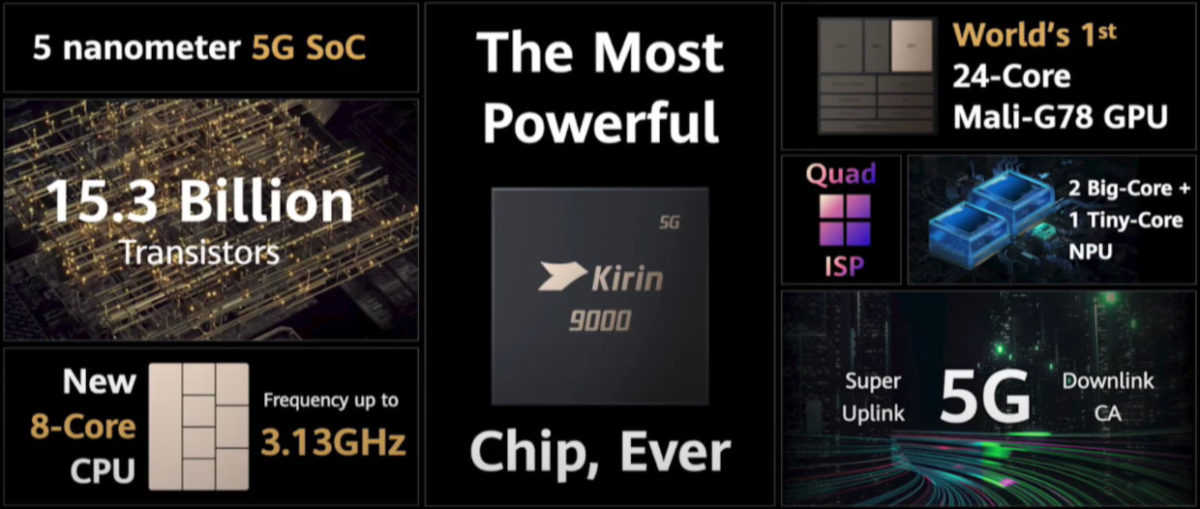 5 nanometer 5G SoC
15.3 Billion
Transistors
New
8-Core
CPU
Frequency up to
3.13GHz
The Most
Powerful
5G
Kirin
9000
Chip, Ever
World's 1st
24-Core
Mali-G78 GPU
Quad
ISP
2 Big-Core +
1 Tiny-Core
NPU
Super
Uplink
5G
Downlink
CA